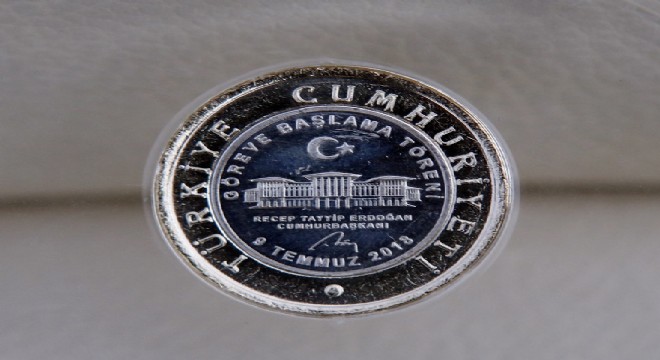 TÜRKİYE CUMHURİYETİ
GÖREVE BAŞLAMA TÖRENİ
RECEP TAYYİP ERDOĞAN
CUMHURBAŞKANI
9 TEMMUZ 2018